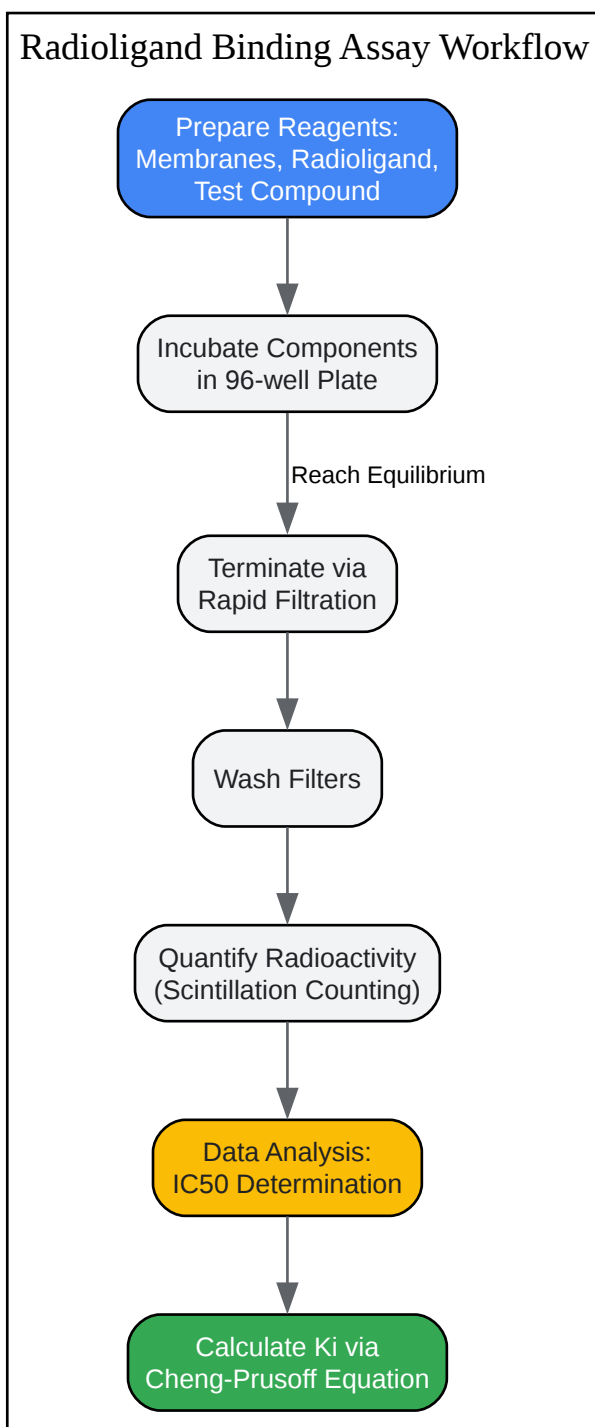 Radioligand Binding Assay Workflow
Prepare Reagents:
Membranes, Radioligand,
Test Compound
Incubate Components
in 96-well Plate
Reach Equilibrium
Terminate via
Rapid Filtration
Wash Filters
Quantify Radioactivity
(Scintillation Counting)
Data Analysis:
IC50 Determination
Calculate Ki via
Cheng-Prusoff Equation